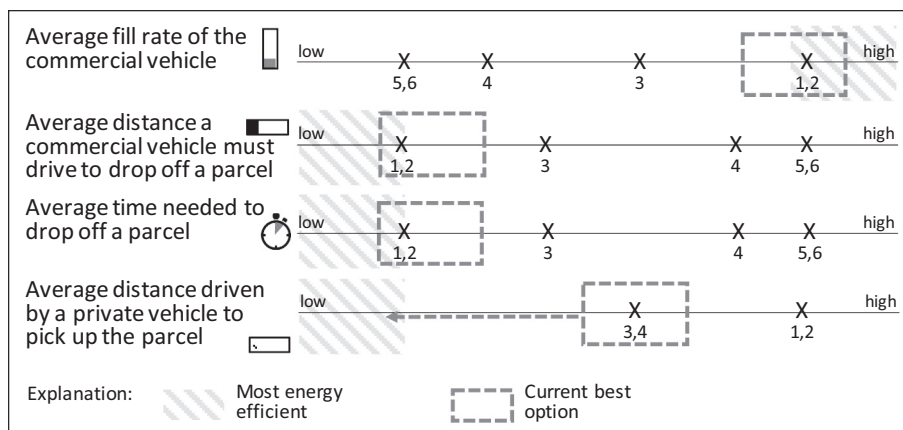 Average fill rate of the
commercial vehicle
low
high
X X X X
5,6 4 3 1,2
Average distance a
commercial vehicle must
drive to drop off a parcel
low
high
X X X X
1,2 3 4 5,6
Average time needed to
drop off a parcel
low
high
X X X X
1,2 3 4 5,6
Average distance driven
by a private vehicle to
pick up the parcel
low
high
X X
3,4 1,2
Explanation:
Most energy
efficient
Current best
option